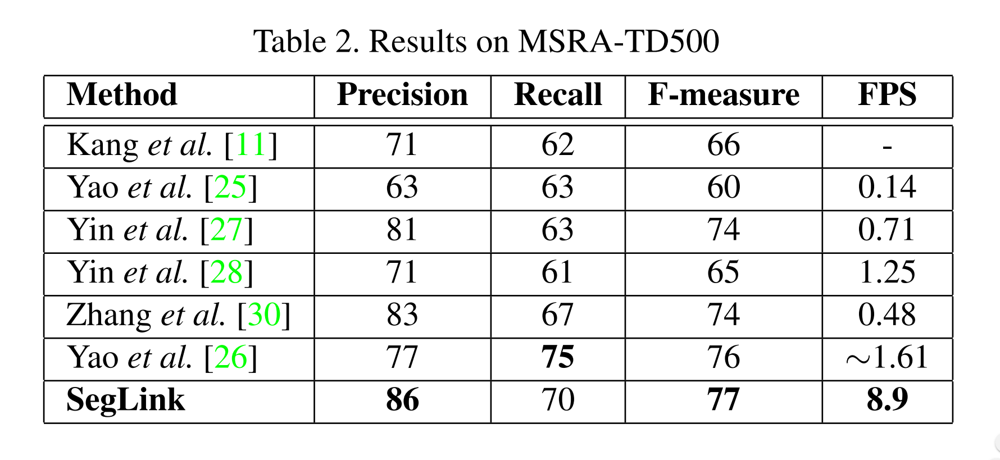 Table 2. Results on MSRA-TD500
Method Precision Recall F-measure FPS
Kang et al. [11] 71 62 66 -
Yao et al. [25] 63 63 60 0.14
Yin et al. [27] 81 63 74 0.71
Yin et al. [28] 71 61 65 1.25
Zhang et al. [30] 83 67 74 0.48
Yao et al. [26] 77 75 76 ~1.61
SegLink 86 70 77 8.9